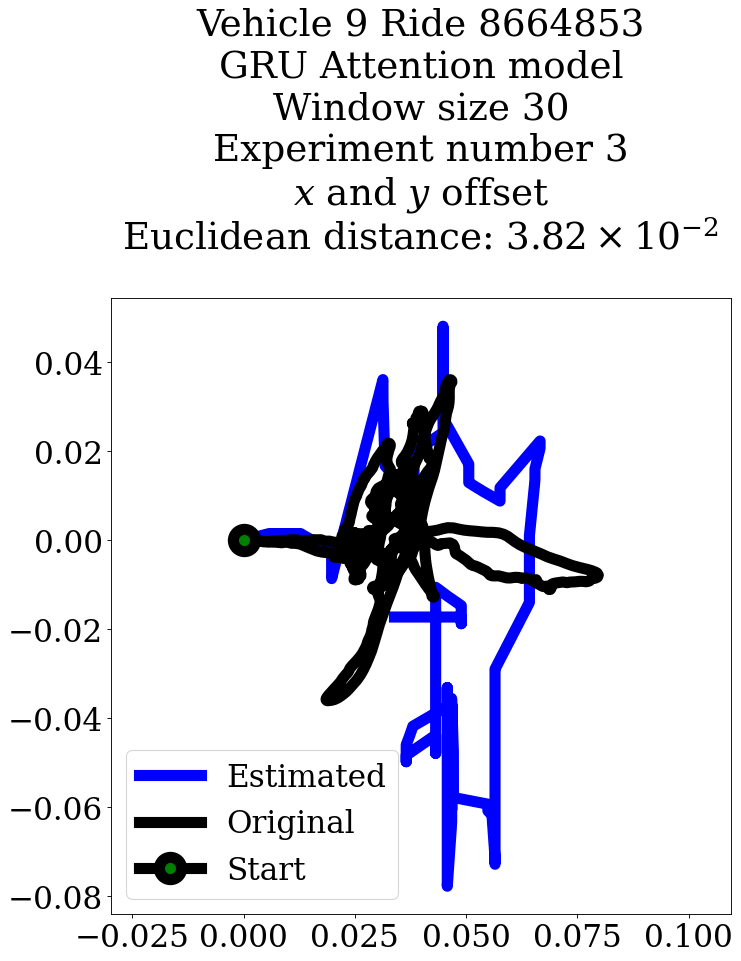 Vehicle 9 Ride 8664853
GRU Attention model
Window size 30
Experiment number 3
x and y offset
Euclidean distance: 3.82 × 10⁻²
0.04
0.02
0.00
−0.02
−0.04
−0.06
−0.08
Estimated
Original
Start
−0.025 0.000 0.025 0.050 0.075 0.100